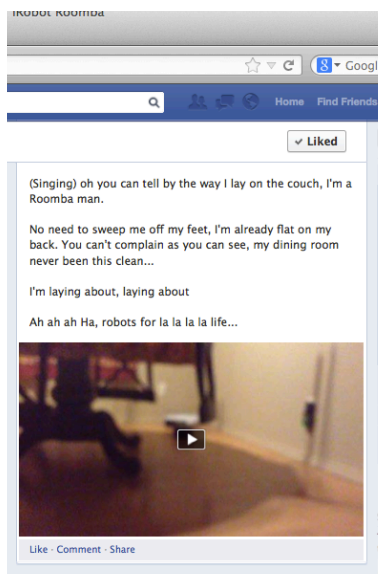 iRobot Roomba
Googl
Home Find Friends
✓ Liked
(Singing) oh you can tell by the way I lay on the couch, I'm a
Roomba man.
No need to sweep me off my feet, I'm already flat on my
back. You can't complain as you can see, my dining room
never been this clean...
I'm laying about, laying about
Ah ah ah Ha, robots for la la la la life...
Like · Comment · Share